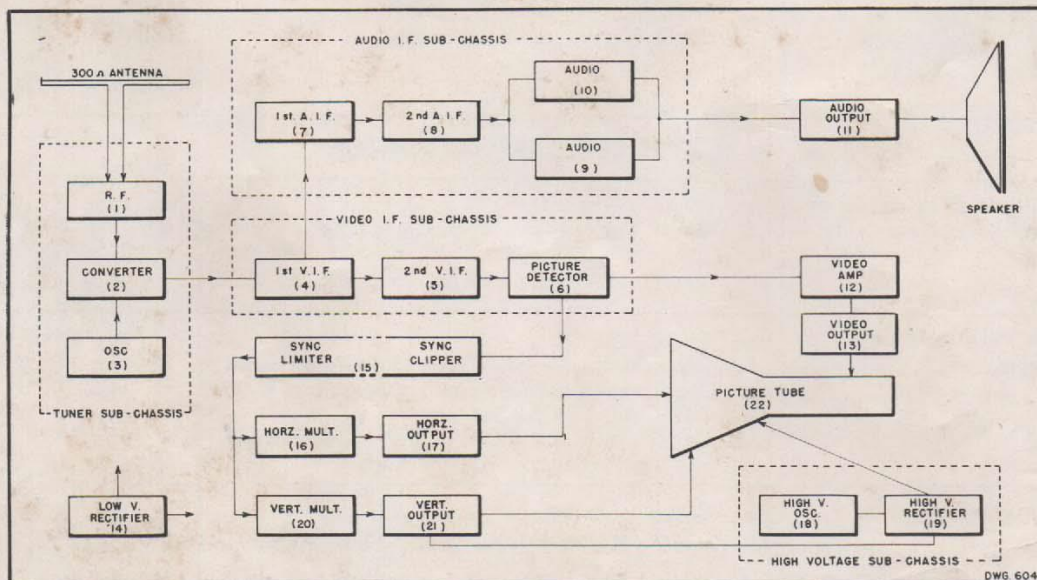 AUDIO I.F. SUB-CHASSIS
300 Ω ANTENNA
1st. A. I.F.
(7)
2nd A. I.F.
(8)
AUDIO
(10)
AUDIO
(9)
AUDIO
OUTPUT
(11)
SPEAKER
R. F.
(1)
CONVERTER
(2)
OSC
(3)
TUNER SUB-CHASSIS
VIDEO I.F. SUB-CHASSIS
1st V. I.F.
(4)
2nd V. I.F.
(5)
PICTURE
DETECTOR
(6)
VIDEO
AMP
(12)
VIDEO
OUTPUT
(13)
SYNC
LIMITER
(15)
SYNC
CLIPPER
PICTURE TUBE
(22)
HORZ. MULT.
(16)
HORZ.
OUTPUT
(17)
LOW V.
RECTIFIER
(14)
VERT. MULT.
(20)
VERT.
OUTPUT
(21)
HIGH V.
OSC.
(18)
HIGH V.
RECTIFIER
(19)
HIGH VOLTAGE SUB-CHASSIS
DWG. 604